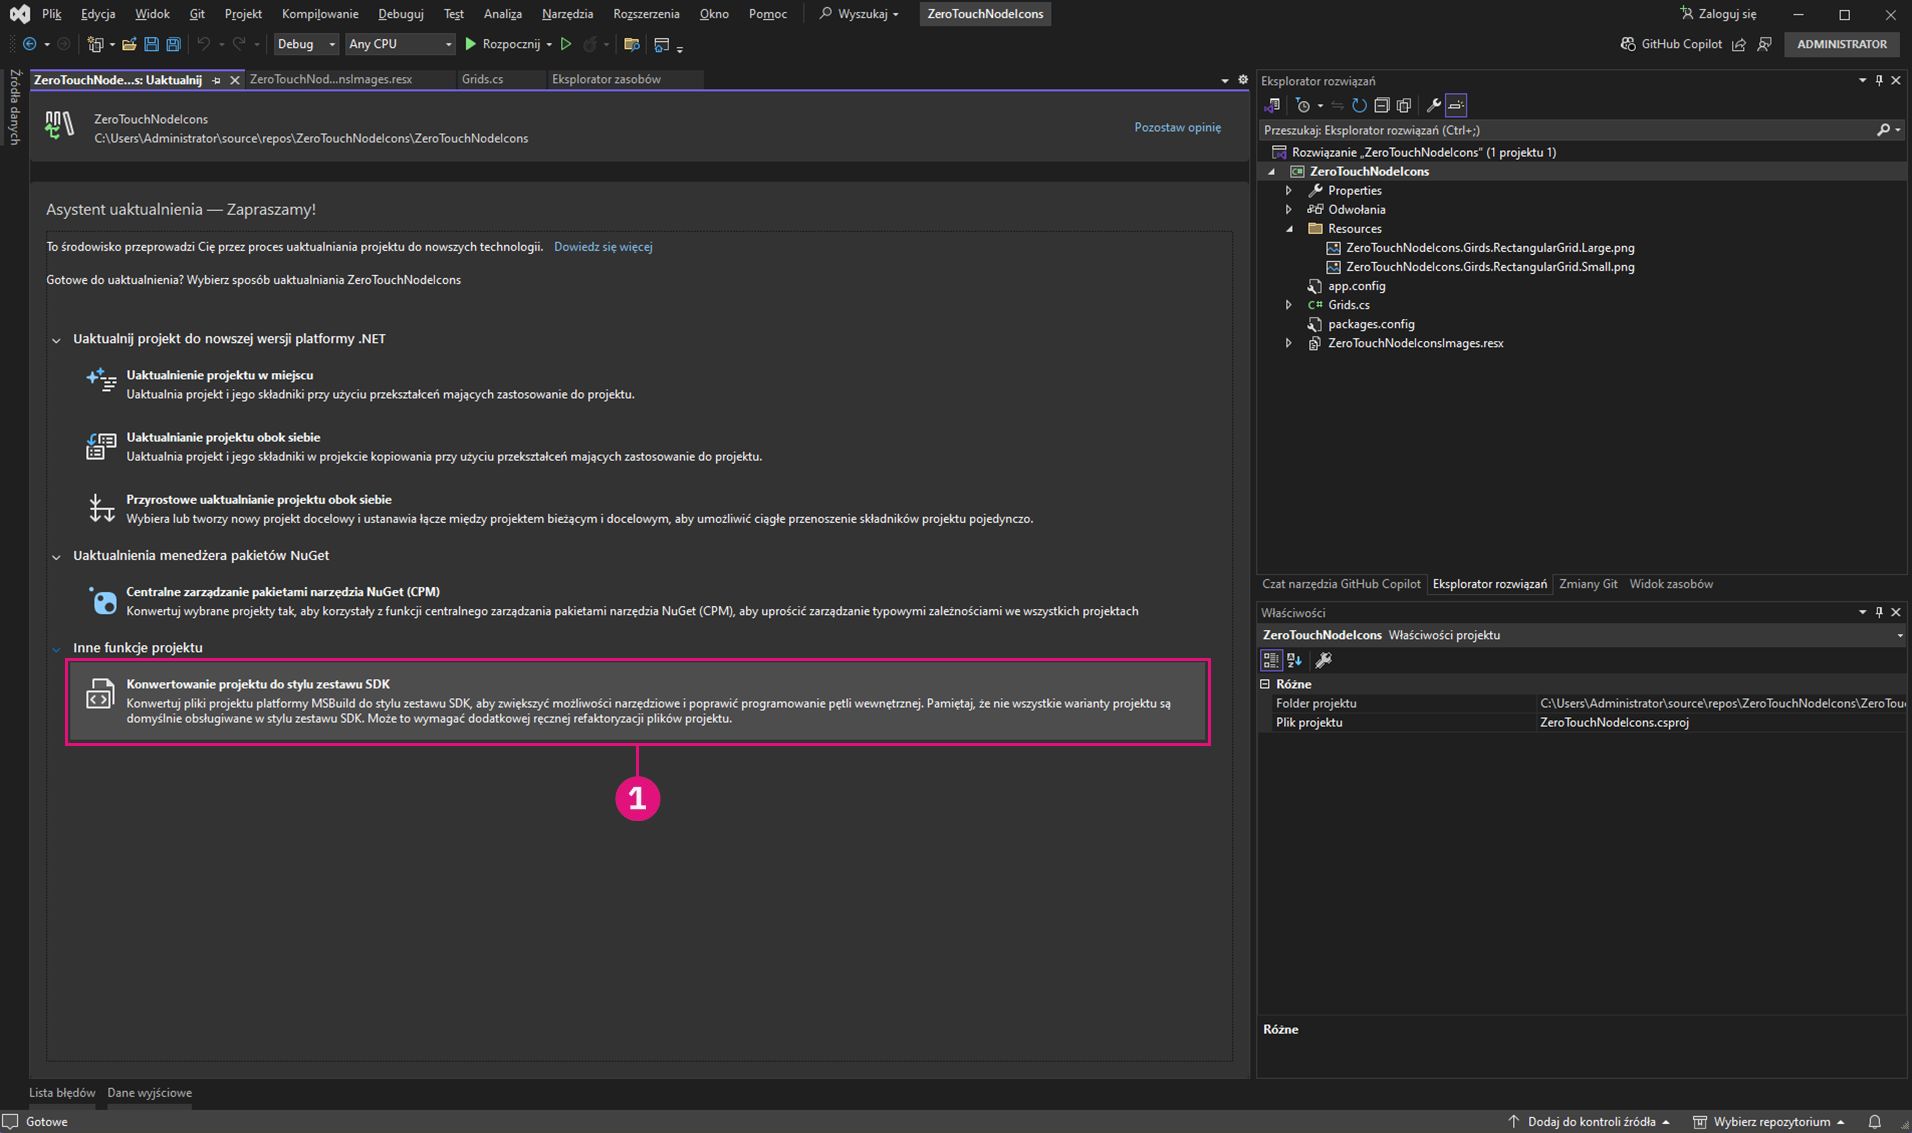 Plik Edycja Widok Git Projekt Kompilowanie Debuguj Test Analiza Narzędzia Rozszerzenia Okno Pomoc Wyszukaj ZeroTouchNodeIcons Zaloguj się
Debug Any CPU Rozpocznij GitHub Copilot ADMINISTRATOR
Źródła danych
ZeroTouchNode...s: Uaktualnij ZeroTouchNod...nsImages.resx Grids.cs Eksplorator zasobów
ZeroTouchNodeIcons
C:\Users\Administrator\source\repos\ZeroTouchNodeIcons\ZeroTouchNodeIcons
Pozostaw opinię
Asystent uaktualnienia — Zapraszamy!
To środowisko przeprowadzi Cię przez proces uaktualniania projektu do nowszych technologii. Dowiedz się więcej
Gotowe do uaktualnienia? Wybierz sposób uaktualniania ZeroTouchNodeIcons
Uaktualnij projekt do nowszej wersji platformy .NET
Uaktualnienie projektu w miejscu
Uaktualnia projekt i jego składniki przy użyciu przekształceń mających zastosowanie do projektu.
Uaktualnianie projektu obok siebie
Uaktualnia projekt i jego składniki w projekcie kopiowania przy użyciu przekształceń mających zastosowanie do projektu.
Przyrostowe uaktualnianie projektu obok siebie
Wybiera lub tworzy nowy projekt docelowy i ustanawia łącze między projektem bieżącym i docelowym, aby umożliwić ciągłe przenoszenie składników projektu pojedynczo.
Uaktualnienia menedżera pakietów NuGet
Centralne zarządzanie pakietami narzędzia NuGet (CPM)
Konwertuj wybrane projekty tak, aby korzystały z funkcji centralnego zarządzania pakietami narzędzia NuGet (CPM), aby uprościć zarządzanie typowymi zależnościami we wszystkich projektach
Inne funkcje projektu
Konwertowanie projektu do stylu zestawu SDK
Konwertuj pliki projektu platformy MSBuild do stylu zestawu SDK, aby zwiększyć możliwości narzędziowe i poprawić programowanie pętli wewnętrznej. Pamiętaj, że nie wszystkie warianty projektu są
domyślnie obsługiwane w stylu zestawu SDK. Może to wymagać dodatkowej ręcznej refaktoryzacji plików projektu.
1
Eksplorator rozwiązań
Przeszukaj: Eksplorator rozwiązań (Ctrl+;)
Rozwiązanie „ZeroTouchNodeIcons” (1 projektu 1)
ZeroTouchNodeIcons
Properties
Odwołania
Resources
ZeroTouchNodeIcons.Girds.RectangularGrid.Large.png
ZeroTouchNodeIcons.Girds.RectangularGrid.Small.png
app.config
C# Grids.cs
packages.config
ZeroTouchNodeIconsImages.resx
Czat narzędzia GitHub Copilot Eksplorator rozwiązań Zmiany Git Widok zasobów
Właściwości
ZeroTouchNodeIcons Właściwości projektu
Różne
Folder projektu C:\Users\Administrator\source\repos\ZeroTouchNodeIcons\ZeroTou
Plik projektu ZeroTouchNodeIcons.csproj
Różne
Lista błędów Dane wyjściowe
Gotowe Dodaj do kontroli źródła Wybierz repozytorium